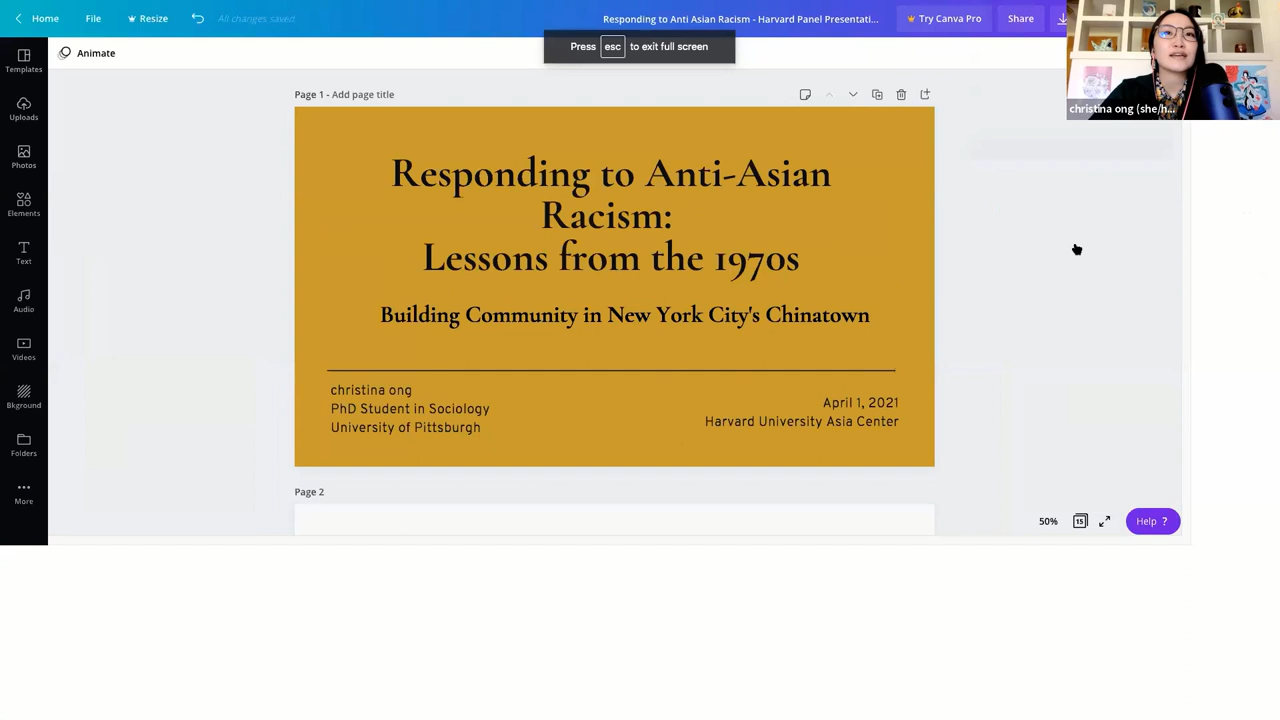 Home
File
Resize
All changes saved
Responding to Anti Asian Racism - Harvard Panel Presentati...
Try Canva Pro
Share
Press esc to exit full screen
Animate
Templates
Uploads
Photos
Elements
Text
Audio
Videos
Bkground
Folders
More
Page 1 - Add page title
christina ong (she/h...
Responding to Anti-Asian
Racism:
Lessons from the 1970s
Building Community in New York City's Chinatown
christina ong
PhD Student in Sociology
University of Pittsburgh
April 1, 2021
Harvard University Asia Center
Page 2
50%
15
Help ?